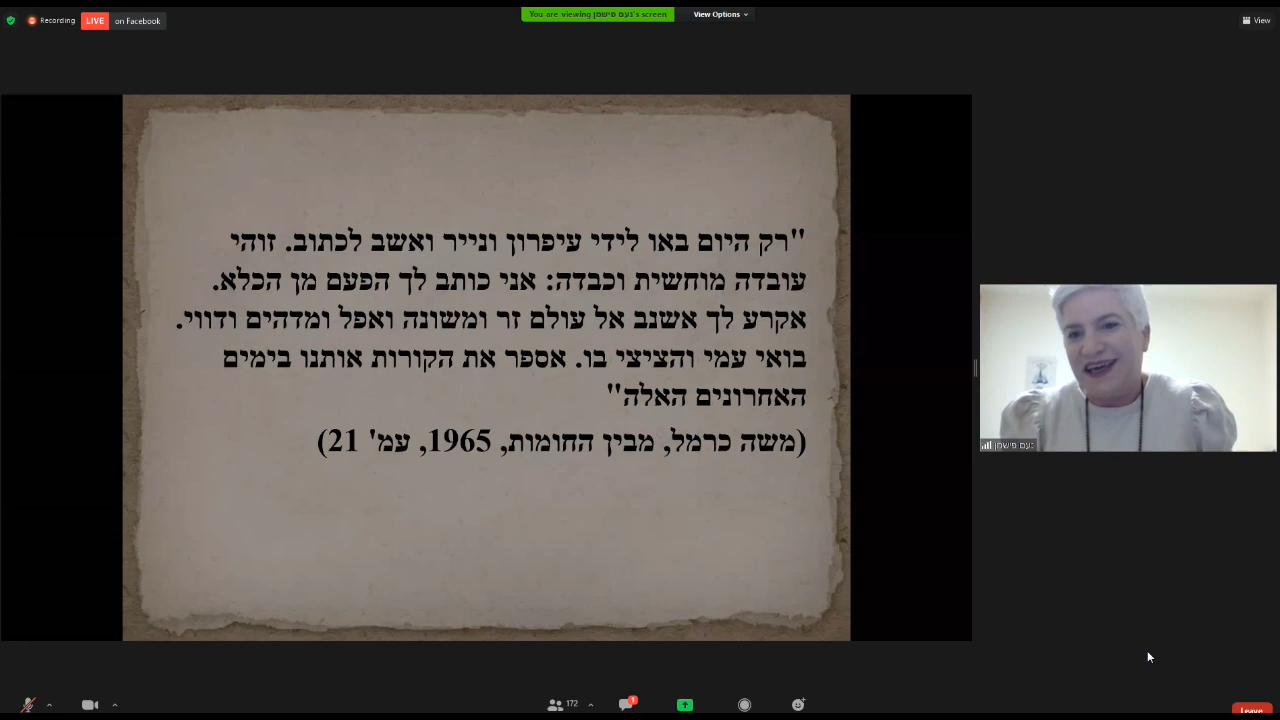 Recording
LIVE on Facebook
You are viewing נעם פישמן's screen
View Options
View
"רק היום באו לידי עיפרון ונייר ואשב לכתוב. זוהי
עובדה מוחשית וכבדה: אני כותב לך הפעם מן הכלא.
אקרע לך אשנב אל עולם זר ומשונה ואפל ומדהים ודווי.
בואי עמי והציצי בו. אספר את הקורות אותנו בימים
האחרונים האלה"
(משה כרמל, מבין החומות, 1965, עמ' 21)
נעם פישמן
172
1
Leave